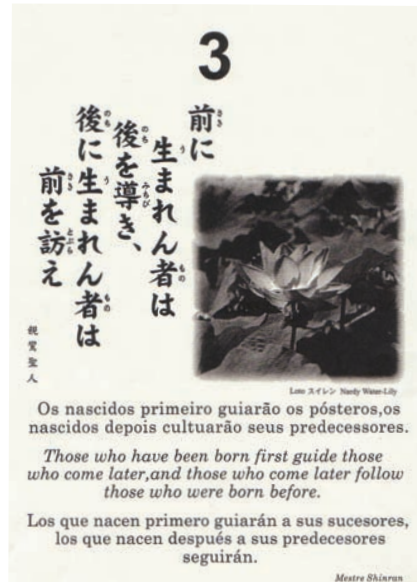 3
前に
生まれん者は
後を導き、
後に生まれん者は
前を訪え
親鸞聖人
Loto スイレン Nardy Water-Lily
Os nascidos primeiro guiarão os pósteros,os
nascidos depois cultuarão seus predecessores.
Those who have been born first guide those
who come later,and those who come later follow
those who were born before.
Los que nacen primero guiarán a sus sucesores,
los que nacen después a sus predecesores
seguirán.
Mestre Shinran